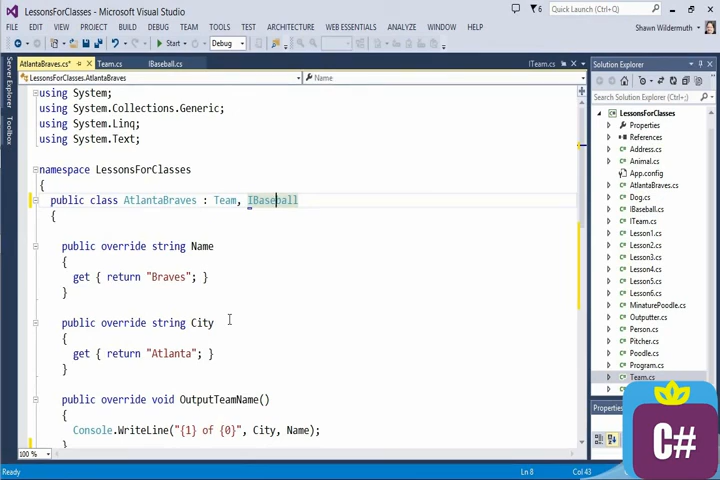 LessonsForClasses - Microsoft Visual Studio
6
Quick Launch (Ctrl+Q)
FILE EDIT VIEW PROJECT BUILD DEBUG TEAM TOOLS TEST ARCHITECTURE WEB ESSENTIALS ANALYZE WINDOW HELP
Shawn Wildermuth
Start Debug
AtlantaBraves.cs* Team.cs IBaseball.cs ITeam.cs
Solution Explorer
LessonsForClasses.AtlantaBraves Name
Server Explorer
Toolbox
using System;
using System.Collections.Generic;
using System.Linq;
using System.Text;
namespace LessonsForClasses
{
public class AtlantaBraves : Team, IBaseball
{
public override string Name
{
get { return "Braves"; }
}
public override string City
{
get { return "Atlanta"; }
}
public override void OutputTeamName()
{
Console.WriteLine("{1} of {0}", City, Name);
}
100 %
Search Solution Explorer (Ctrl+;)
LessonsForClasses
Properties
References
Address.cs
Animal.cs
App.config
AtlantaBraves.cs
Dog.cs
IBaseball.cs
ITeam.cs
Lesson1.cs
Lesson2.cs
Lesson3.cs
Lesson4.cs
Lesson5.cs
Lesson6.cs
MinaturePoodle.cs
Outputter.cs
Person.cs
Pitcher.cs
Poodle.cs
Program.cs
Team.cs
Properties
C#
Ready Ln 8 Col 43